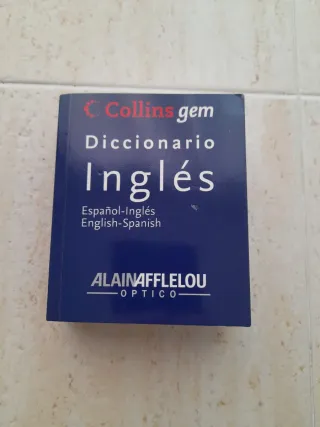 Collins gem
Diccionario
Inglés
Español-Inglés
English-Spanish
ALAINAFFLELOU
OPTICO